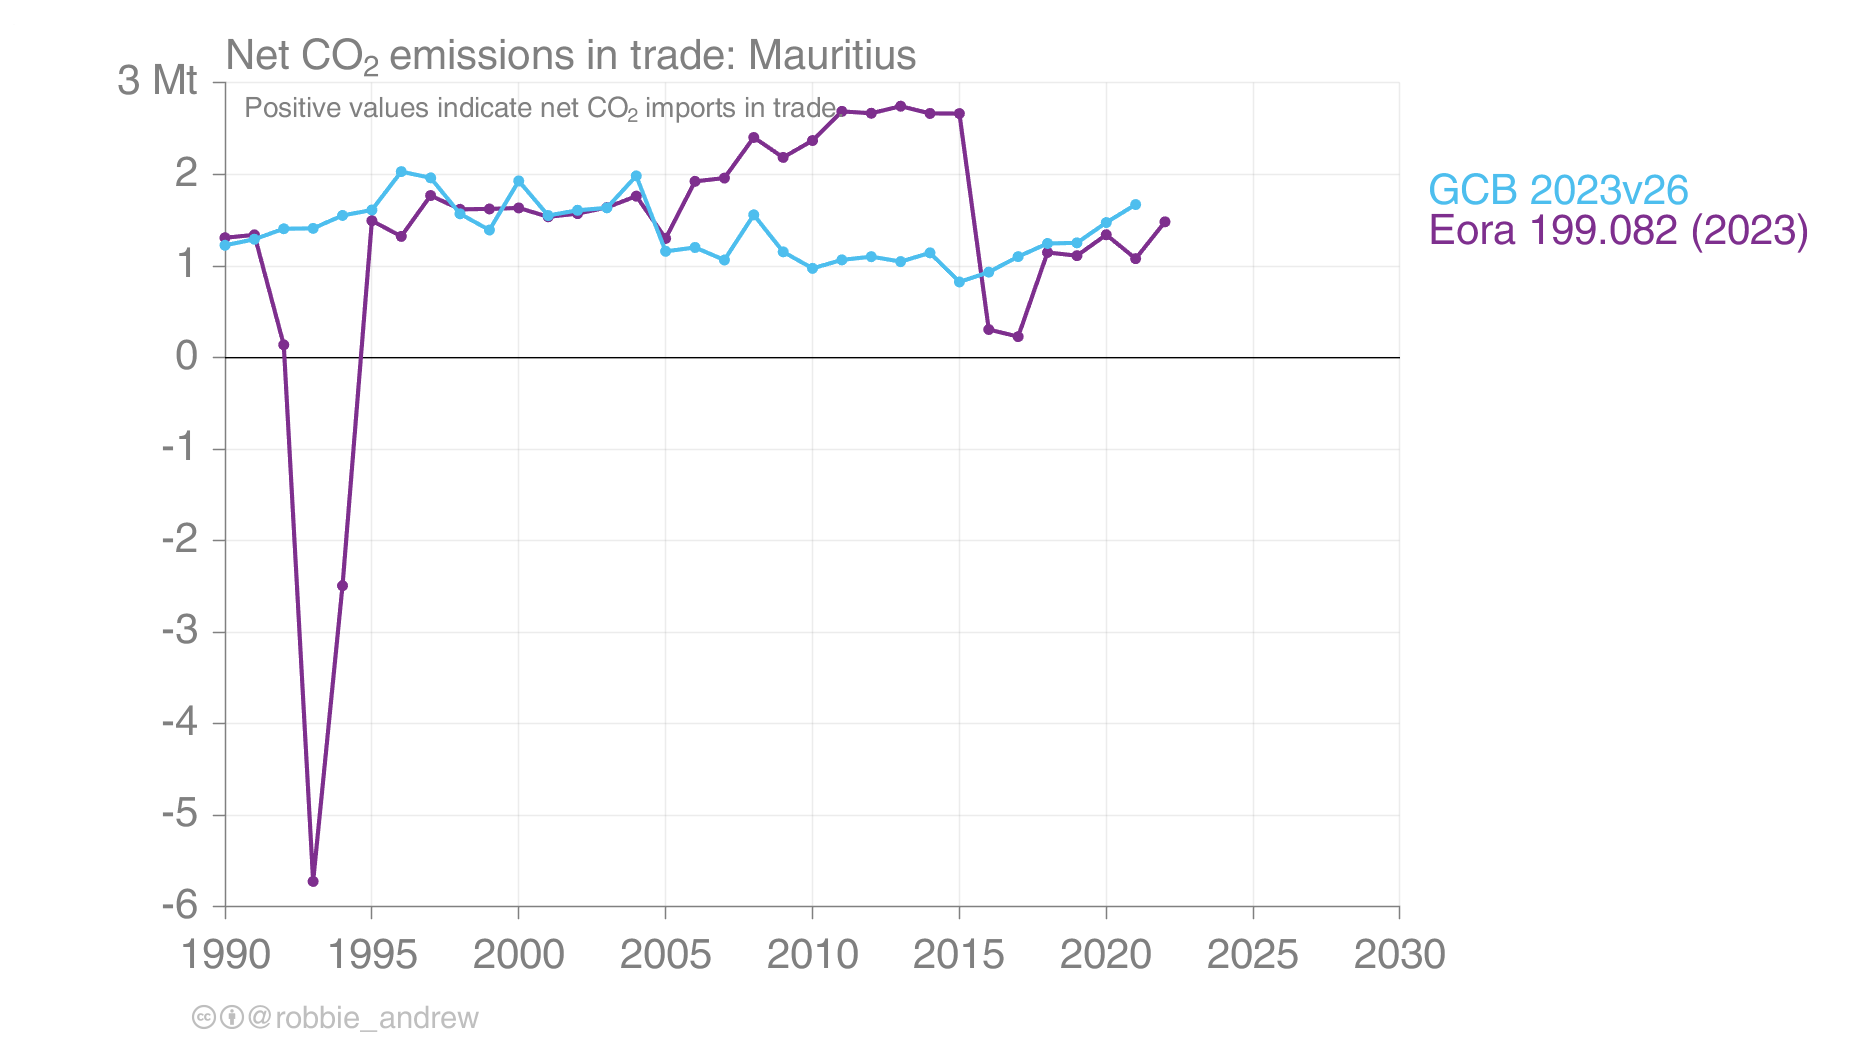 Net CO₂ emissions in trade: Mauritius
3 Mt
Positive values indicate net CO₂ imports in trade
2
1
0
-1
-2
-3
-4
-5
-6
1990 1995 2000 2005 2010 2015 2020 2025 2030
GCB 2023v26
Eora 199.082 (2023)
cc @robbie_andrew